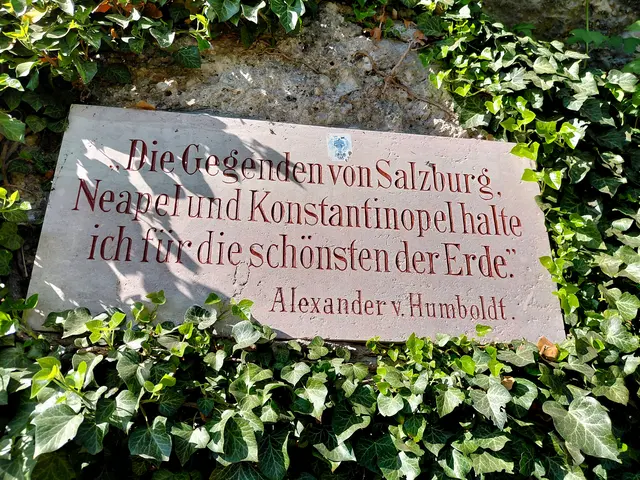 „Die Gegenden von Salzburg,
Neapel und Konstantinopel halte
ich für die schönsten der Erde.”
Alexander v. Humboldt.